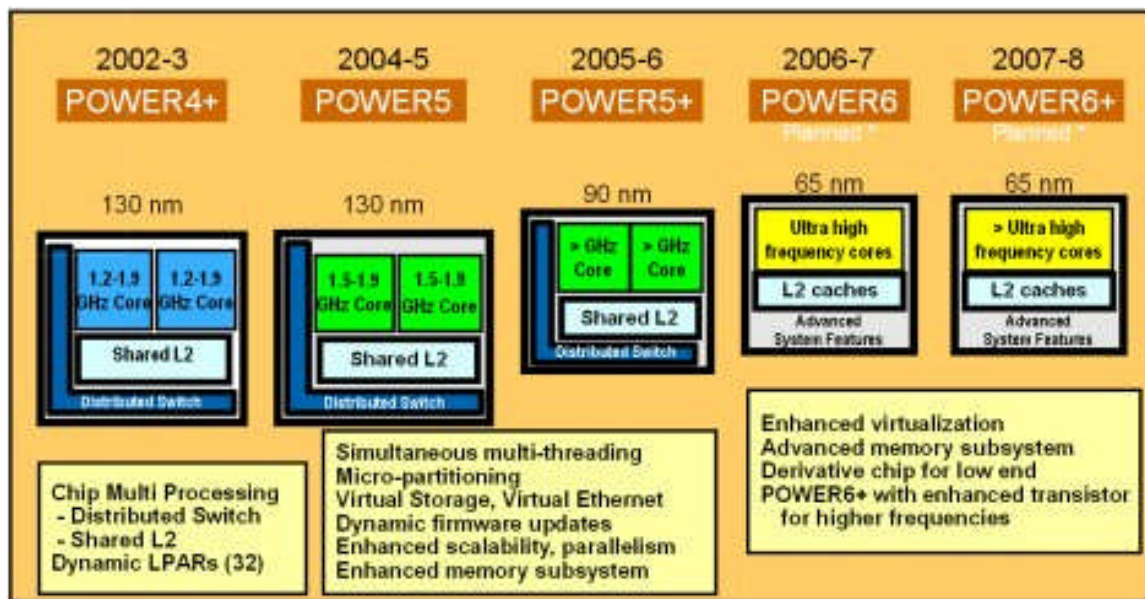 2002-3
POWER4+
130 nm
1.2-1.9
GHz Core
1.2-1.9
GHz Core
Shared L2
Distributed Switch
Chip Multi Processing
- Distributed Switch
- Shared L2
Dynamic LPARs (32)
2004-5
POWER5
130 nm
1.5-1.9
GHz Core
1.5-1.9
GHz Core
Shared L2
Distributed Switch
2005-6
POWER5+
90 nm
> GHz
Core
> GHz
Core
Shared L2
Distributed Switch
Simultaneous multi-threading
Micro-partitioning
Virtual Storage, Virtual Ethernet
Dynamic firmware updates
Enhanced scalability, parallelism
Enhanced memory subsystem
2006-7
POWER6
Planned *
65 nm
Ultra high
frequency cores
L2 caches
Advanced
System Features
2007-8
POWER6+
Planned *
65 nm
> Ultra high
frequency cores
L2 caches
Advanced
System Features
Enhanced virtualization
Advanced memory subsystem
Derivative chip for low end
POWER6+ with enhanced transistor
for higher frequencies